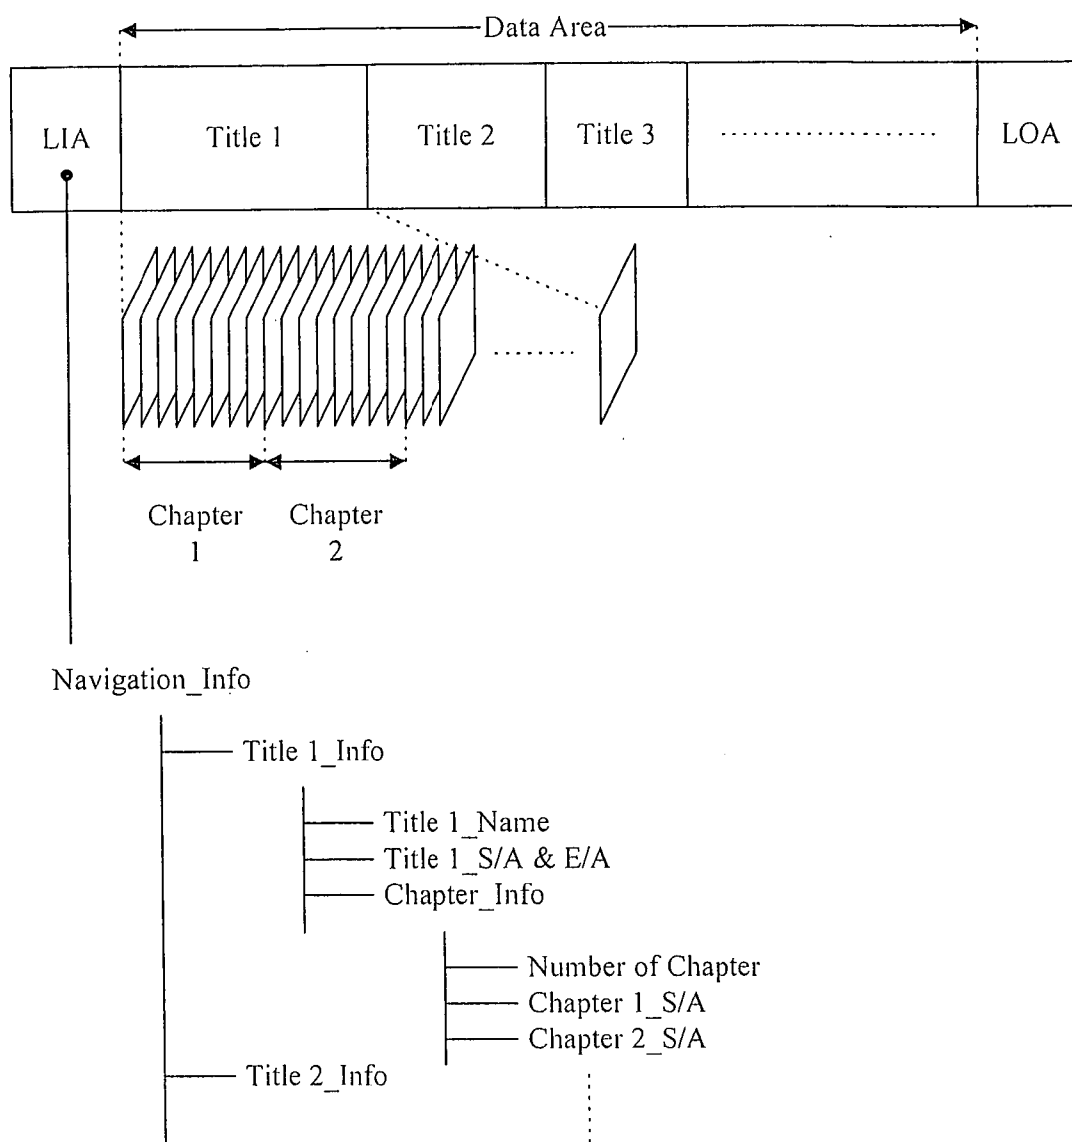 Data Area
LIA Title 1 Title 2 Title 3 LOA
Chapter 1
Chapter 2
Navigation_Info
Title 1_Info
Title 1_Name
Title 1_S/A & E/A
Chapter_Info
Number of Chapter
Chapter 1_S/A
Chapter 2_S/A
Title 2_Info